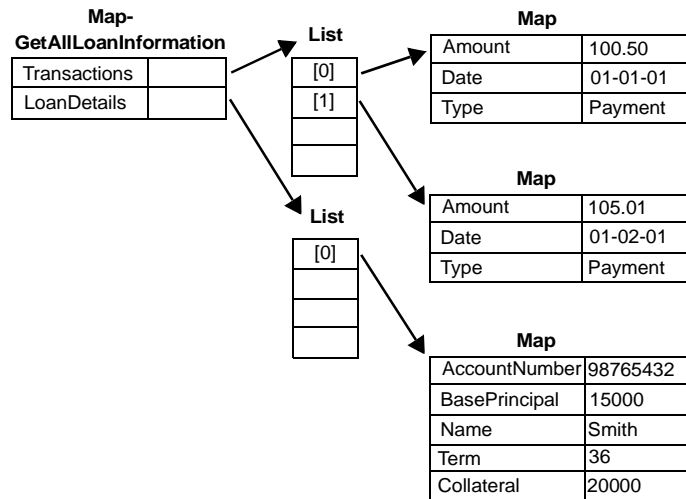 Map-
GetAllLoanInformation
Transactions
LoanDetails
List
[0]
[1]
Map
Amount 100.50
Date 01-01-01
Type Payment
Map
Amount 105.01
Date 01-02-01
Type Payment
List
[0]
Map
AccountNumber 98765432
BasePrincipal 15000
Name Smith
Term 36
Collateral 20000